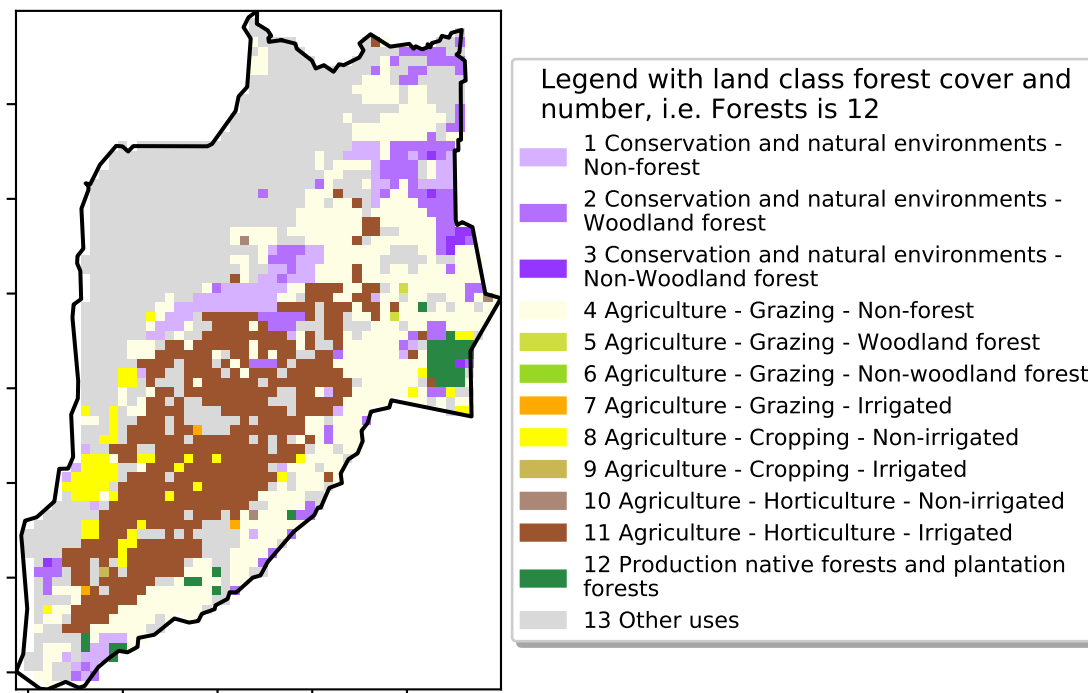 Legend with land class forest cover and
number, i.e. Forests is 12
1 Conservation and natural environments -
Non-forest
2 Conservation and natural environments -
Woodland forest
3 Conservation and natural environments -
Non-Woodland forest
4 Agriculture - Grazing - Non-forest
5 Agriculture - Grazing - Woodland forest
6 Agriculture - Grazing - Non-woodland forest
7 Agriculture - Grazing - Irrigated
8 Agriculture - Cropping - Non-irrigated
9 Agriculture - Cropping - Irrigated
10 Agriculture - Horticulture - Non-irrigated
11 Agriculture - Horticulture - Irrigated
12 Production native forests and plantation
forests
13 Other uses